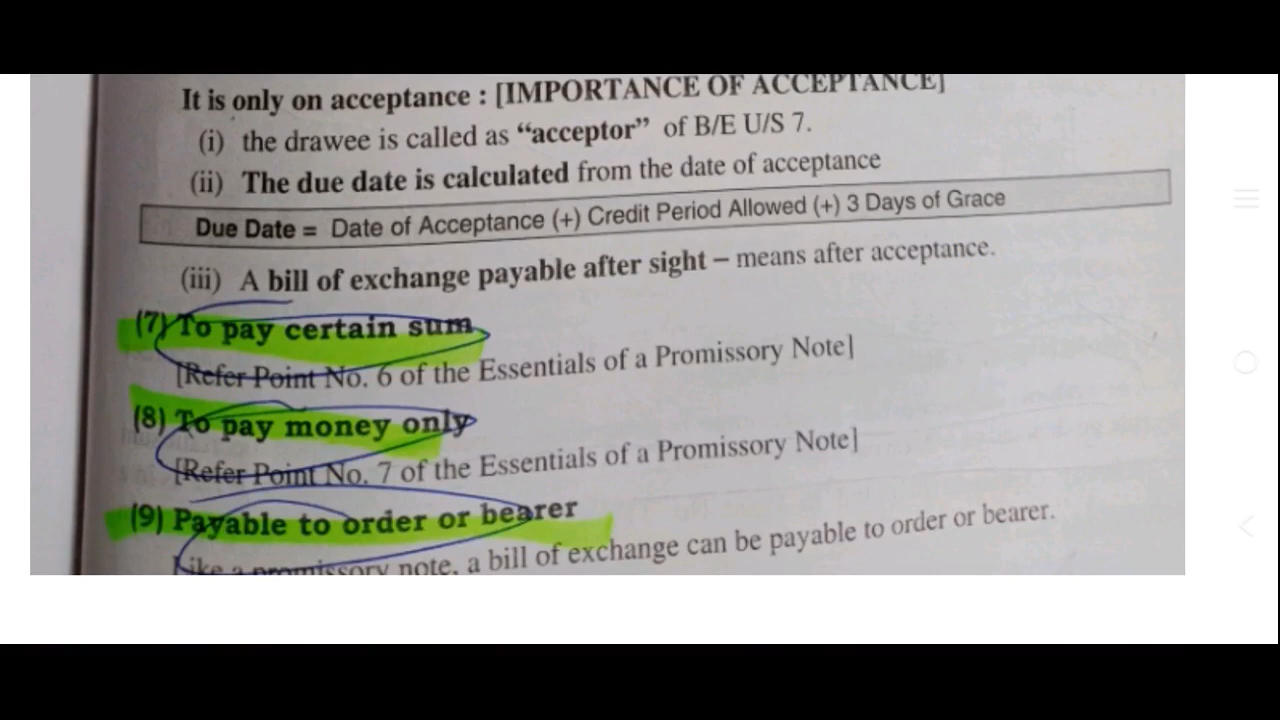 It is only on acceptance : [IMPORTANCE OF ACCEPTANCE]
(i) the drawee is called as “acceptor” of B/E U/S 7.
(ii) The due date is calculated from the date of acceptance
Due Date = Date of Acceptance (+) Credit Period Allowed (+) 3 Days of Grace
(iii) A bill of exchange payable after sight – means after acceptance.
(7) To pay certain sum
[Refer Point No. 6 of the Essentials of a Promissory Note]
(8) To pay money only
[Refer Point No. 7 of the Essentials of a Promissory Note]
(9) Payable to order or bearer
Like a promissory note, a bill of exchange can be payable to order or bearer.